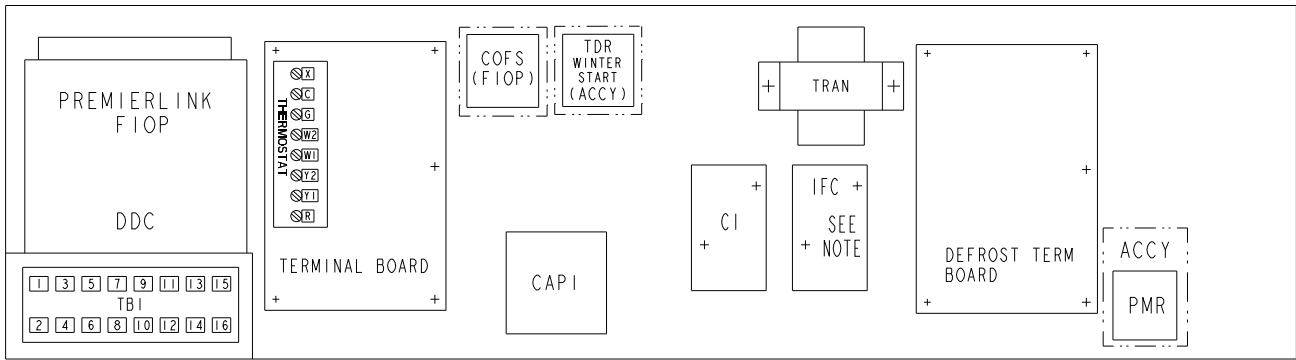 PREMIERLINK
FIOP
DDC
1 3 5 7 9 11 13 15
TB1
2 4 6 8 10 12 14 16
THERMOSTAT
X
C
G
W2
W1
Y2
Y1
R
TERMINAL BOARD
COFS
(FIOP)
TDR
WINTER
START
(ACCY)
CAP1
TRAN
C1
IFC
SEE
NOTE
DEFROST TERM
BOARD
ACCY
PMR